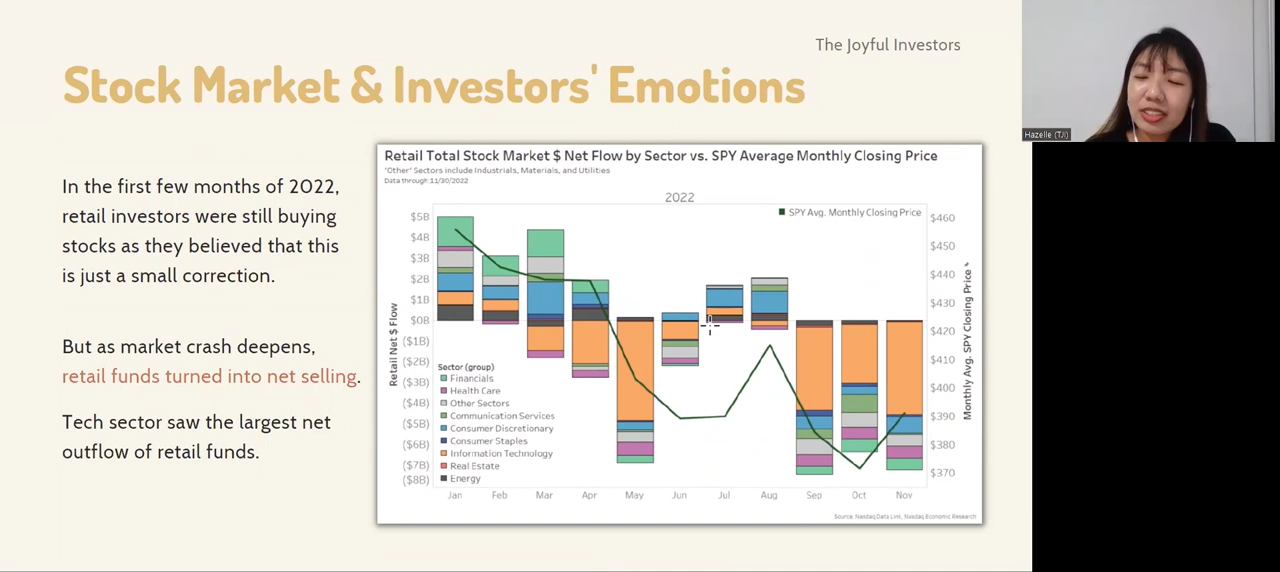 The Joyful Investors
Stock Market & Investors' Emotions
Hazelle (TJI)
In the first few months of 2022,
retail investors were still buying
stocks as they believed that this
is just a small correction.
But as market crash deepens,
retail funds turned into net selling.
Tech sector saw the largest net
outflow of retail funds.
Retail Total Stock Market $ Net Flow by Sector vs. SPY Average Monthly Closing Price
'Other' Sectors include Industrials, Materials, and Utilities
Data through: 11/30/2022
2022
SPY Avg. Monthly Closing Price
Retail Net $ Flow
$5B
$4B
$3B
$2B
$1B
$0B
($1B)
($2B)
($3B)
($4B)
($5B)
($6B)
($7B)
($8B)
Sector (group)
Financials
Health Care
Other Sectors
Communication Services
Consumer Discretionary
Consumer Staples
Information Technology
Real Estate
Energy
$460
$450
$440
$430
$420
$410
$400
$390
$380
$370
Monthly Avg. SPY Closing Price
Jan Feb Mar Apr May Jun Jul Aug Sep Oct Nov
Source: Nasdaq Data Link, Nasdaq Economic Research